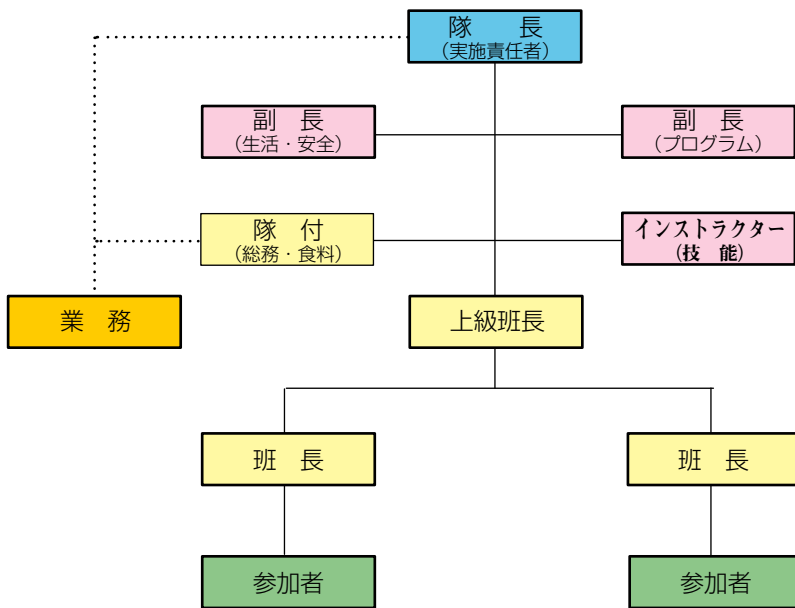 隊　長
（実施責任者）
副　長
（生活・安全）
副　長
（プログラム）
隊　付
（総務・食料）
インストラクター
（技　能）
業　務
上級班長
班　長
班　長
参加者
参加者